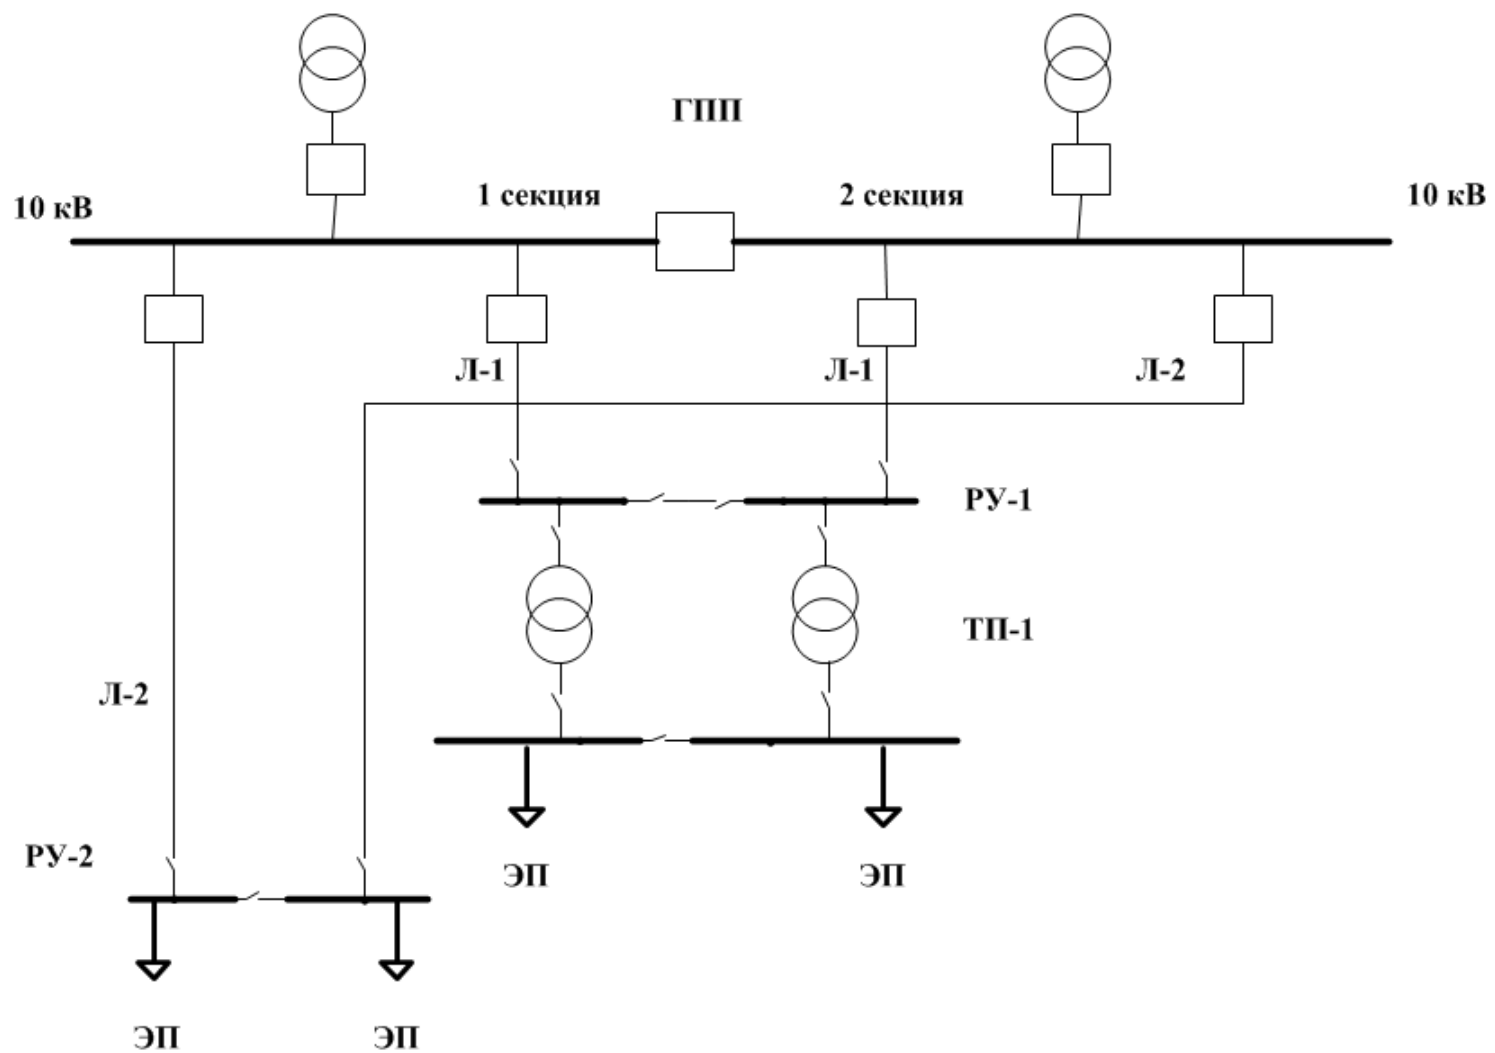 ГПП
10 кВ
1 секция
2 секция
10 кВ
Л-1
Л-1
Л-2
РУ-1
ТП-1
Л-2
РУ-2
ЭП
ЭП
ЭП
ЭП